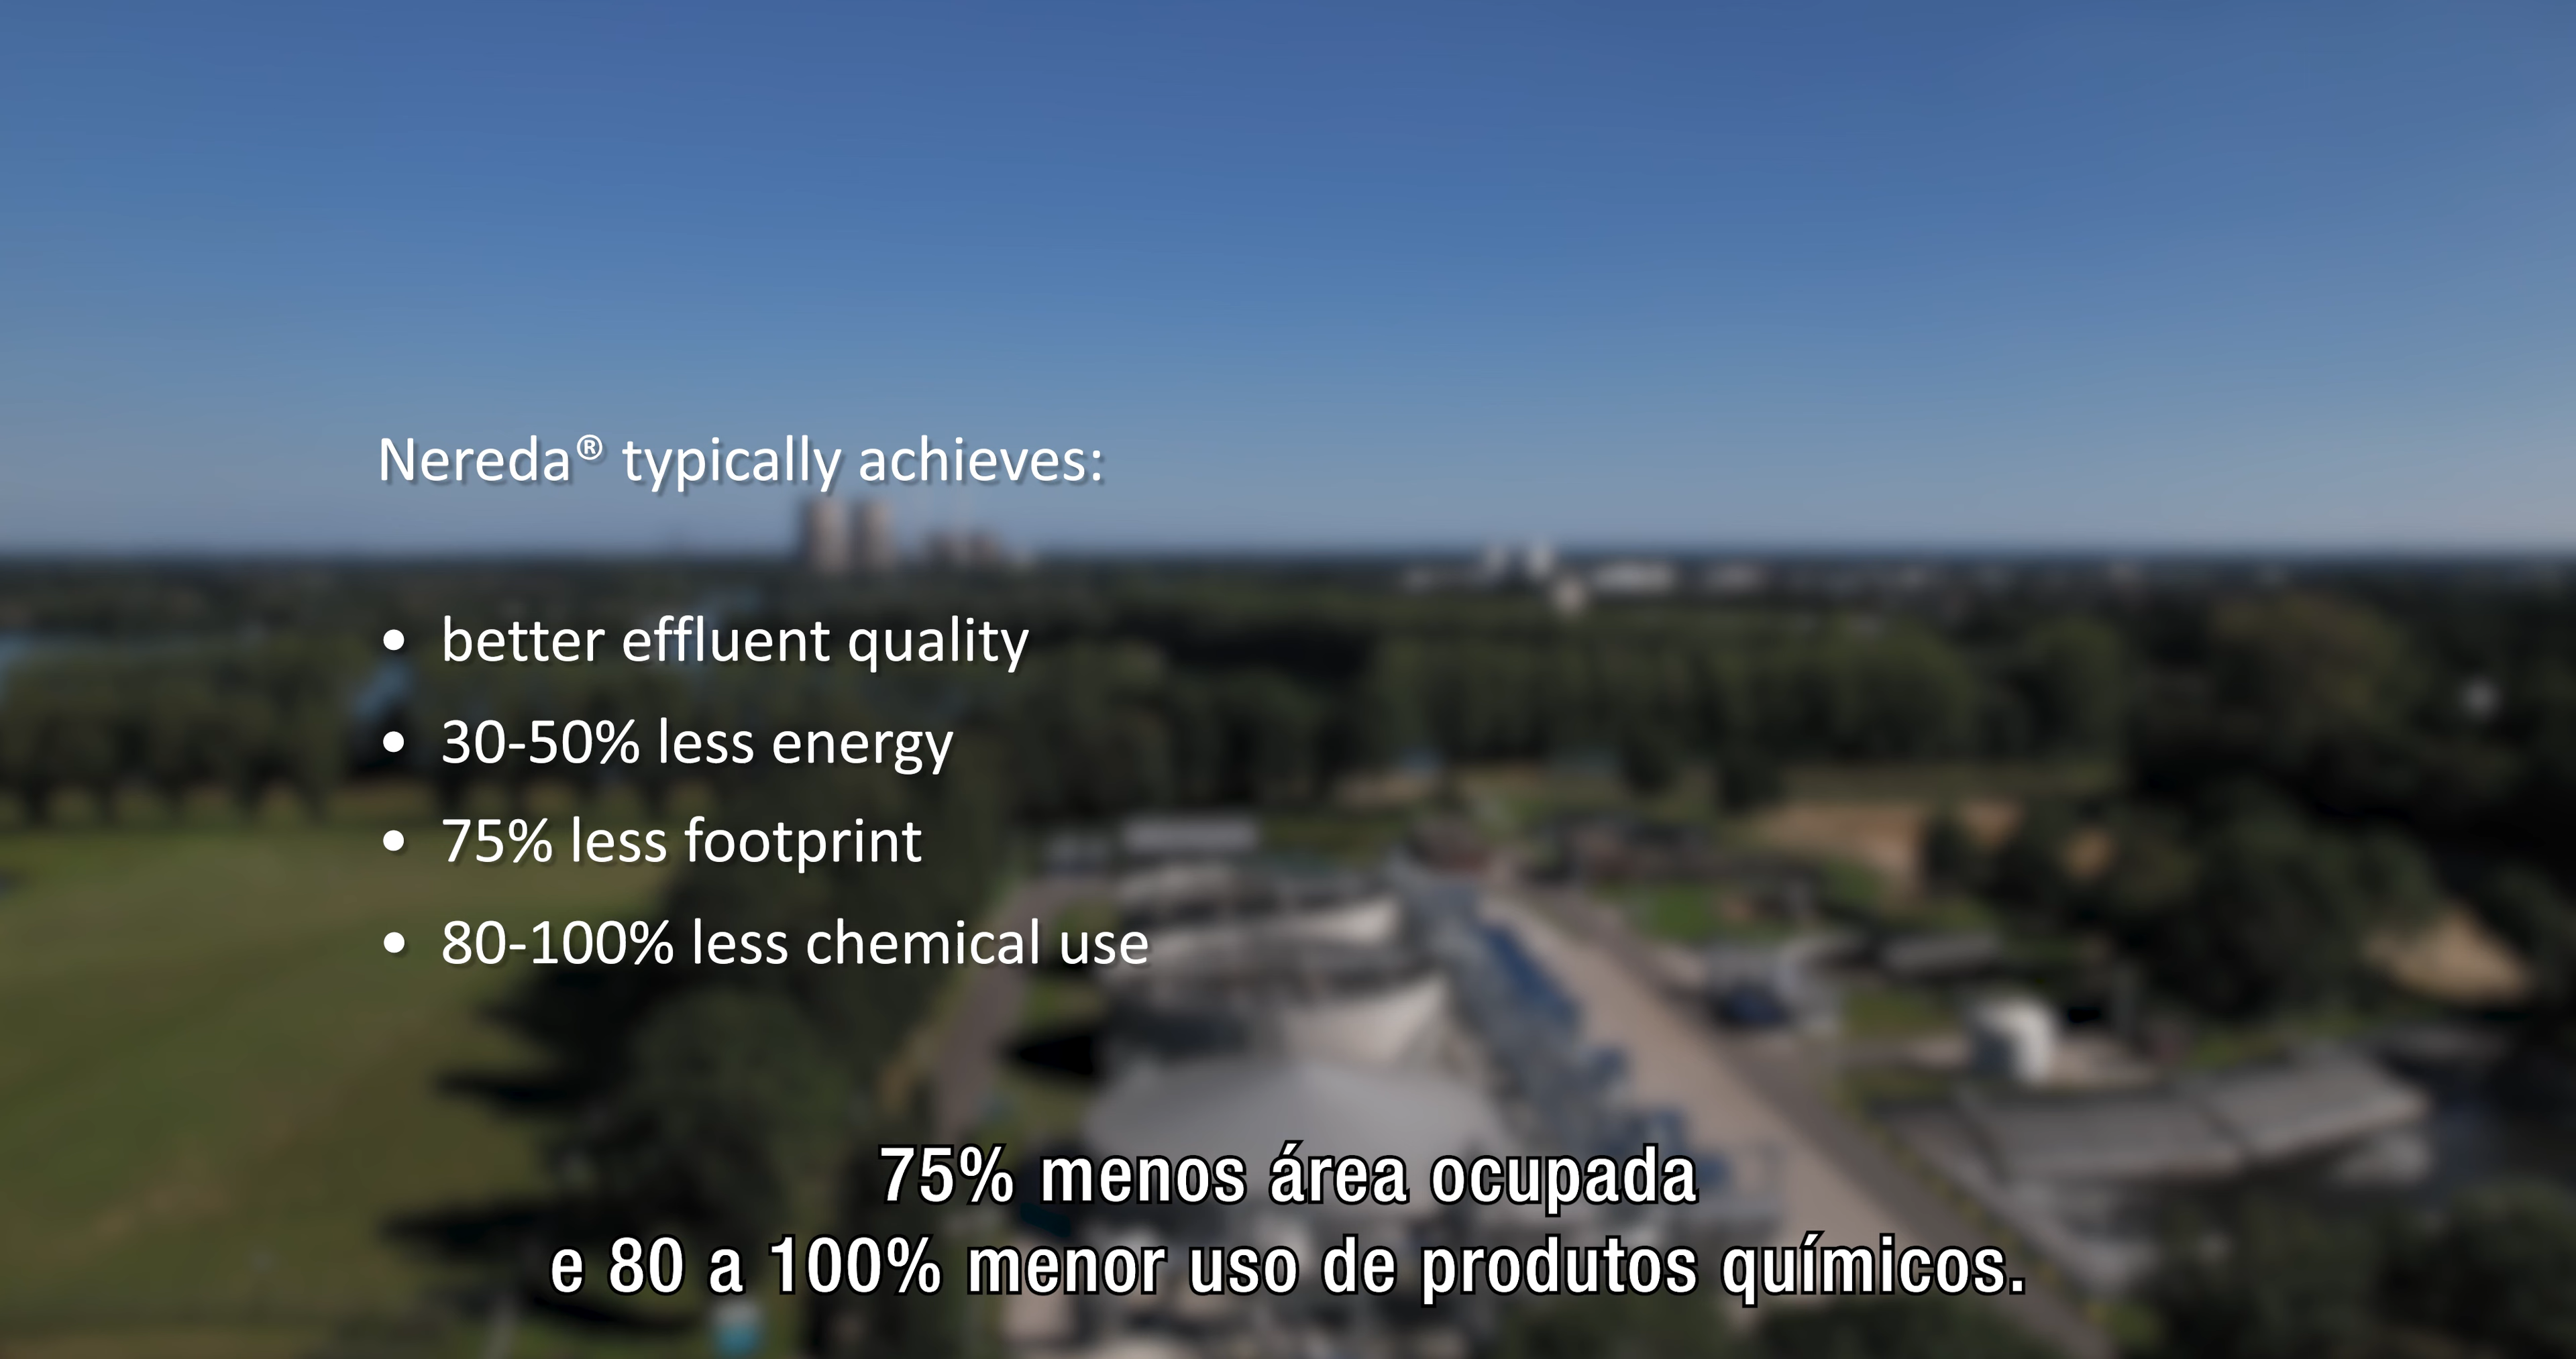 Nereda® typically achieves:
• better effluent quality
• 30-50% less energy
• 75% less footprint
• 80-100% less chemical use
75% menos área ocupada
e 80 a 100% menor uso de produtos químicos.